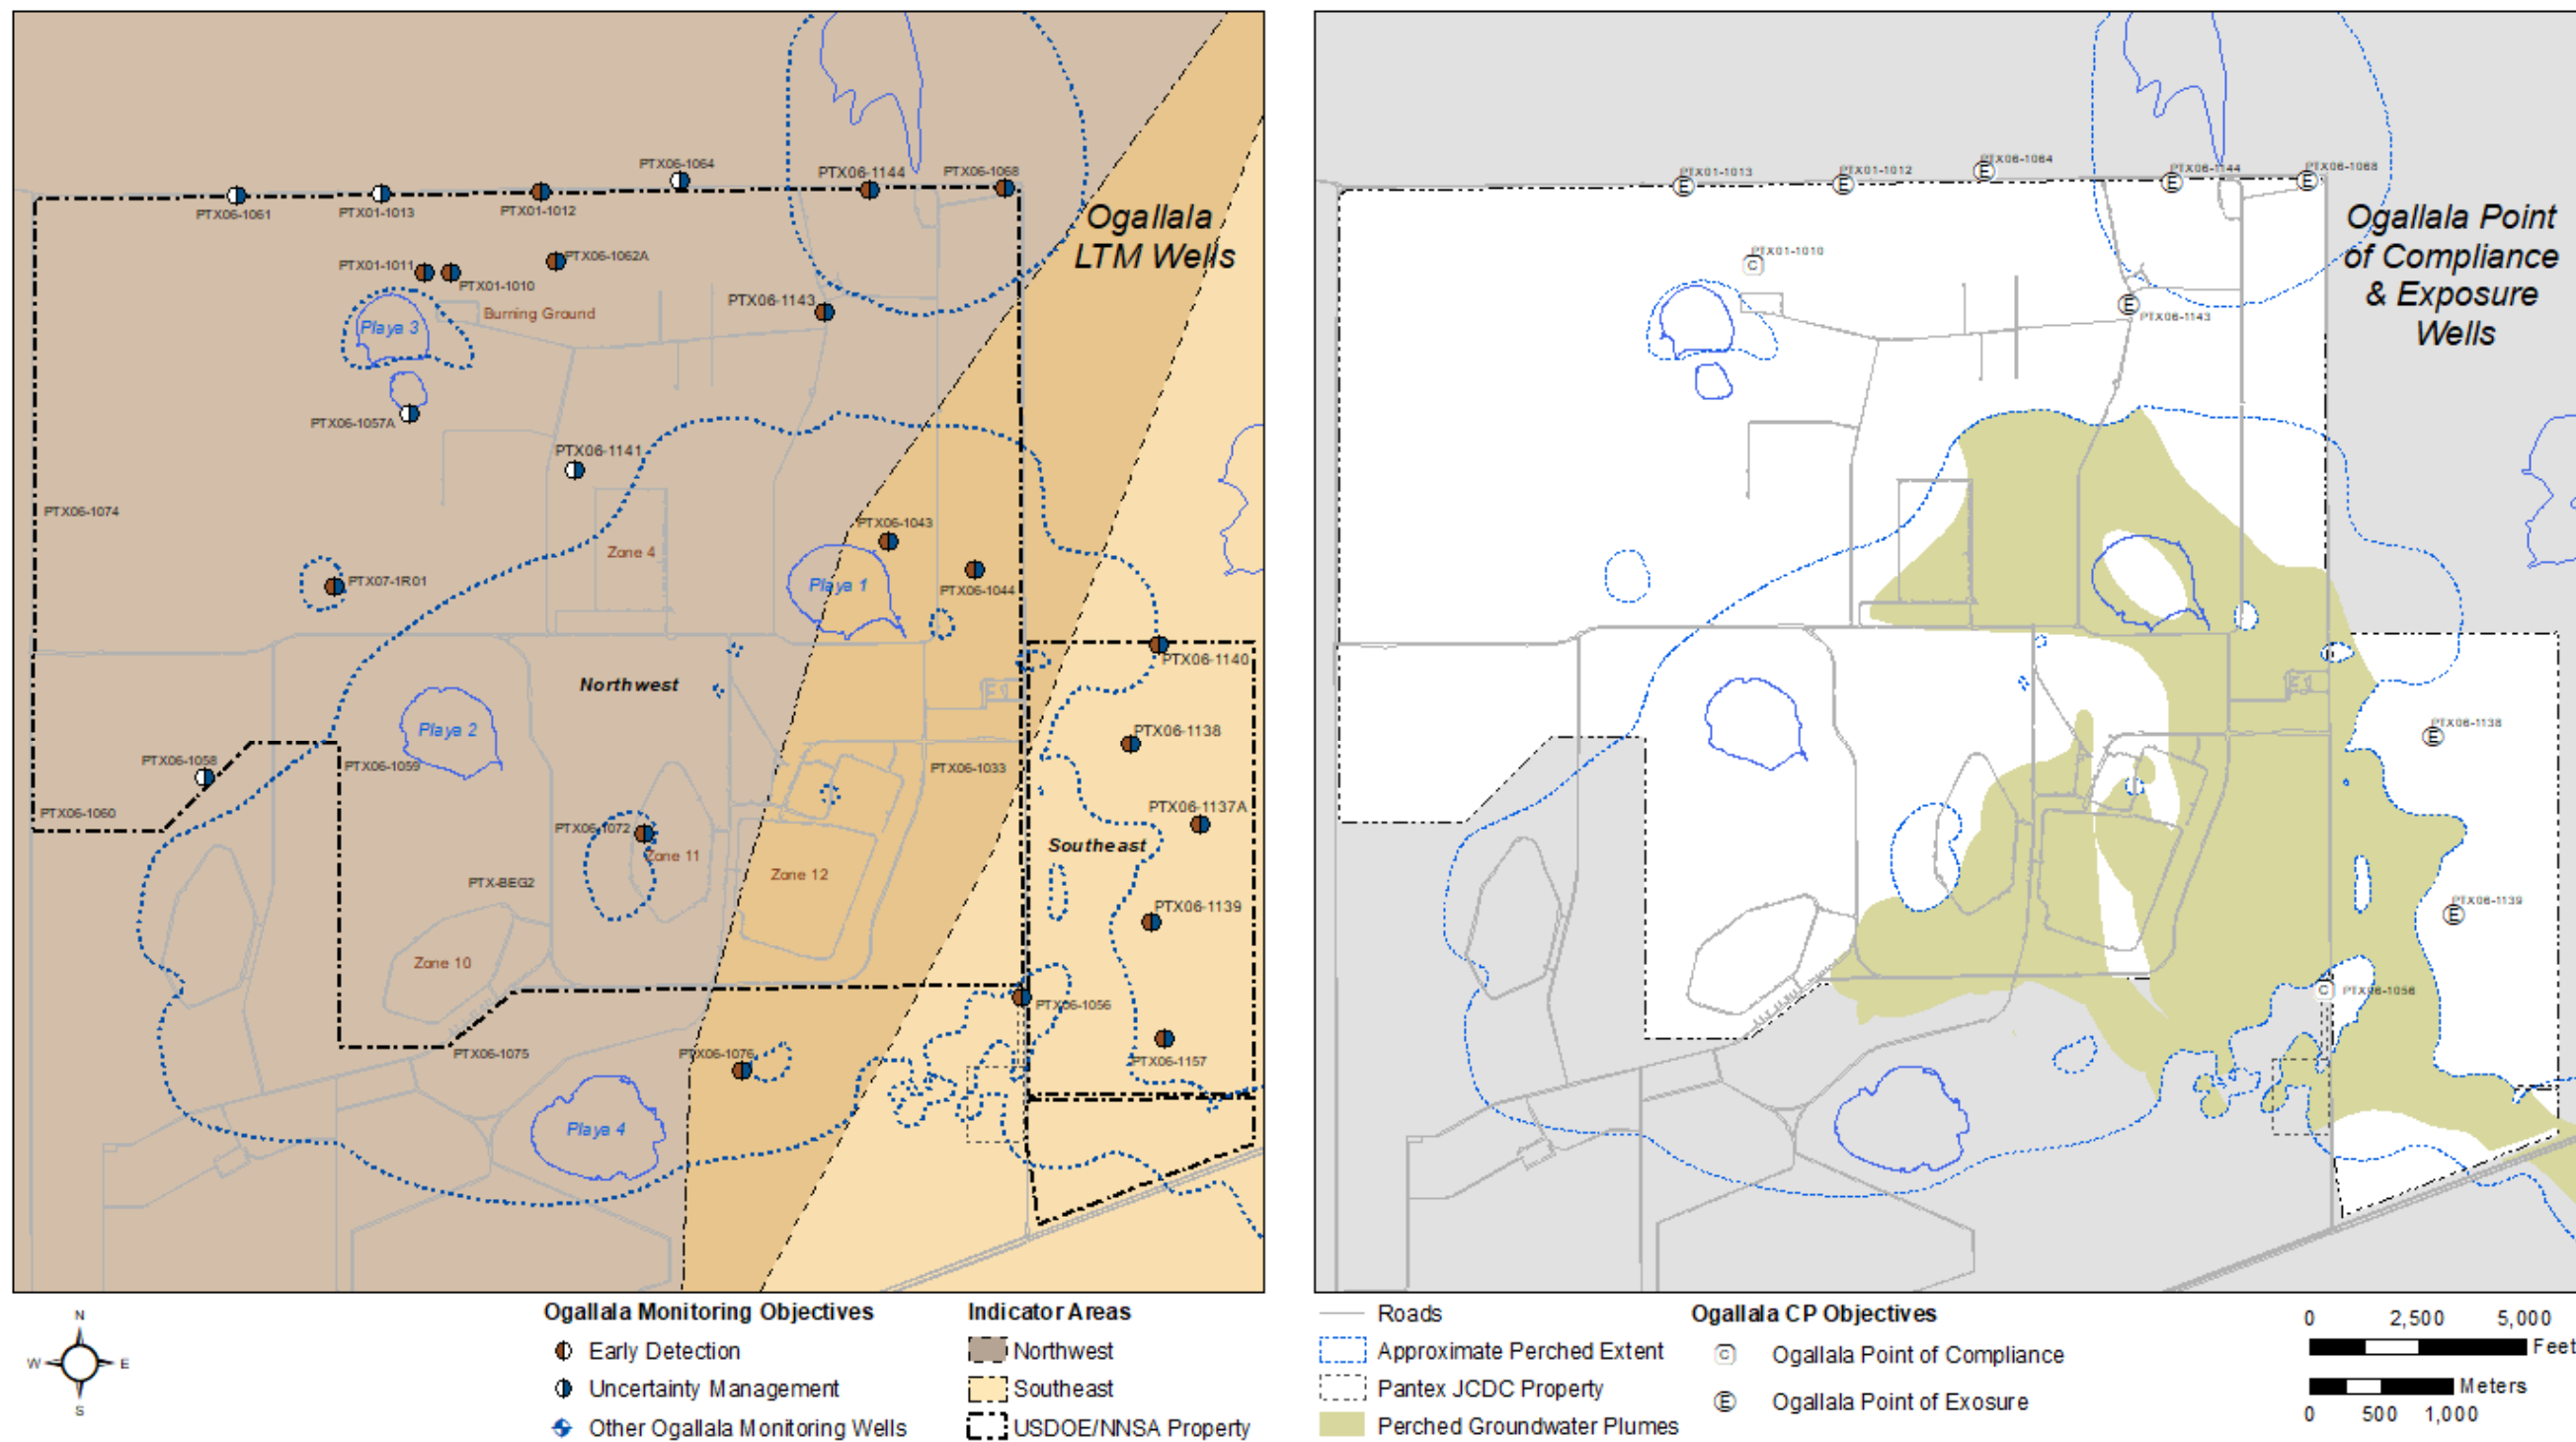 PTX06-1064
PTX06-1144
PTX06-1068
PTX06-1061
PTX01-1013
PTX01-1012
Ogallala
LTM Wells
PTX01-1011
PTX06-1062A
PTX01-1010
PTX06-1143
Burning Ground
Playa 3
PTX06-1057A
PTX06-1141
PTX06-1074
PTX06-1043
Zone 4
PTX07-1R01
Playa 1
PTX06-1044
PTX06-1140
Northwest
Playa 2
PTX06-1138
PTX06-1058
PTX06-1059
PTX06-1033
PTX06-1060
PTX06-1137A
PTX06-1072
Southeast
Zone 11
Zone 12
PTX-BEG2
PTX06-1139
Zone 10
PTX06-1056
PTX06-1075
PTX06-1076
PTX06-1157
Playa 4
PTX01-1013
PTX01-1012
PTX06-1064
PTX06-1144
PTX06-1068
E
E
E
E
E
Ogallala Point
of Compliance
& Exposure
Wells
PTX01-1010
C
E
PTX06-1143
PTX06-1138
E
PTX06-1139
E
C
PTX06-1056
N
W
E
S
Ogallala Monitoring Objectives
Early Detection
Uncertainty Management
Other Ogallala Monitoring Wells
Indicator Areas
Northwest
Southeast
USDOE/NNSA Property
Roads
Approximate Perched Extent
Pantex JCDC Property
Perched Groundwater Plumes
Ogallala CP Objectives
C Ogallala Point of Compliance
E Ogallala Point of Exosure
0 2,500 5,000
Feet
Meters
0 500 1,000